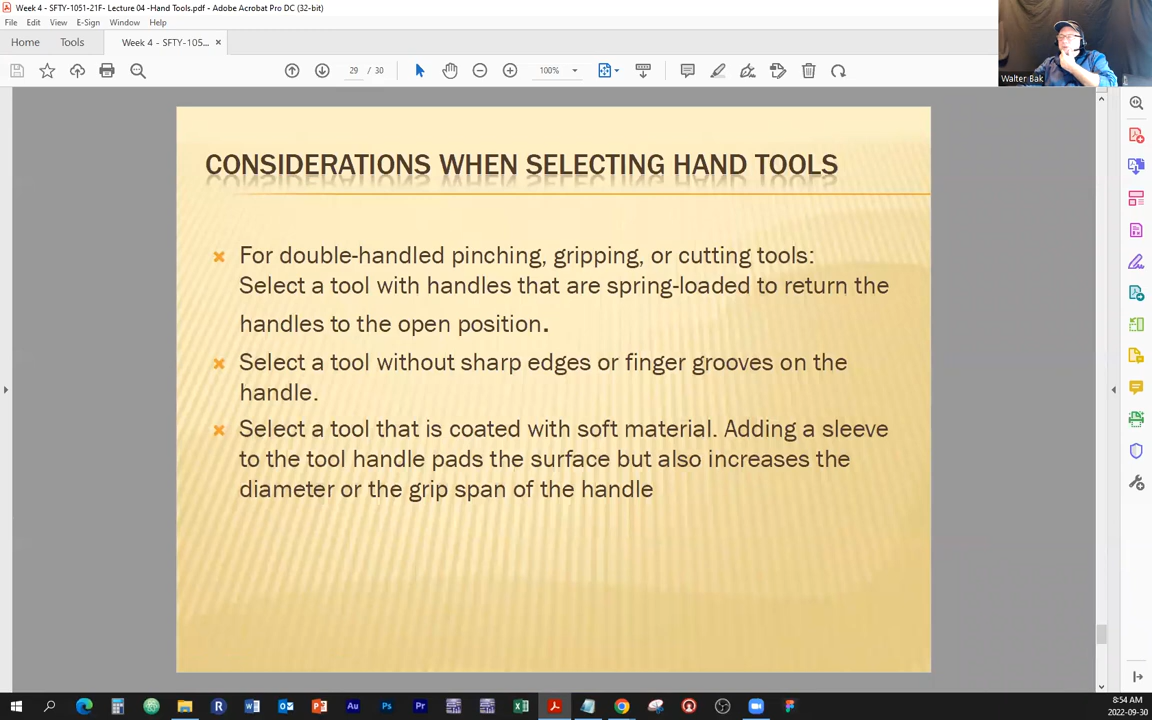 Week 4 - SFTY-1051-21F- Lecture 04 -Hand Tools.pdf - Adobe Acrobat Pro DC (32-bit)
File Edit View E-Sign Window Help
Home Tools Week 4 - SFTY-105... ×
29 / 30 100%
Walter Bak
CONSIDERATIONS WHEN SELECTING HAND TOOLS
For double-handled pinching, gripping, or cutting tools:
Select a tool with handles that are spring-loaded to return the
handles to the open position.
Select a tool without sharp edges or finger grooves on the
handle.
Select a tool that is coated with soft material. Adding a sleeve
to the tool handle pads the surface but also increases the
diameter or the grip span of the handle
R W P Au Ps Pr
8:54 AM
2022-09-30